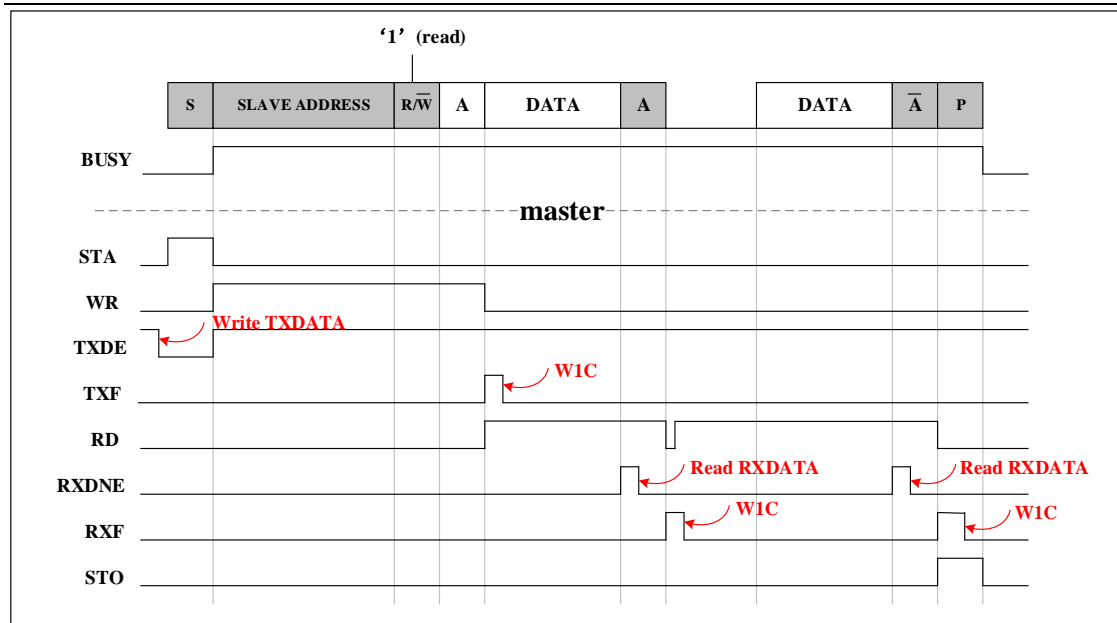 ‘1’ (read)
S SLAVE ADDRESS R/W̅ A DATA A DATA A̅ P
BUSY
master
STA
WR
Write TXDATA
TXDE
W1C
TXF
RD
Read RXDATA Read RXDATA
RXDNE
W1C W1C
RXF
STO